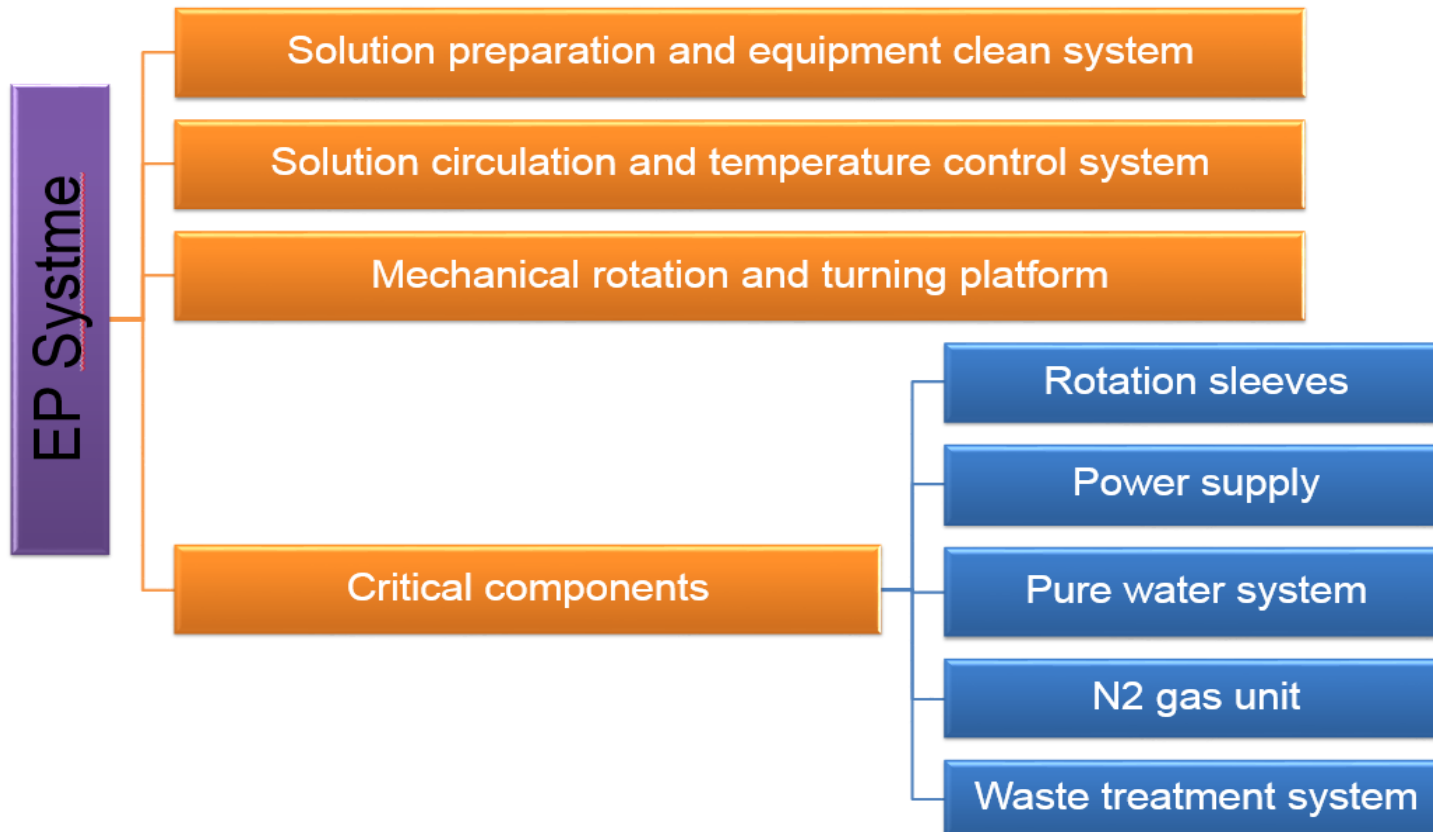 EP Systme
Solution preparation and equipment clean system
Solution circulation and temperature control system
Mechanical rotation and turning platform
Critical components
Rotation sleeves
Power supply
Pure water system
N2 gas unit
Waste treatment system